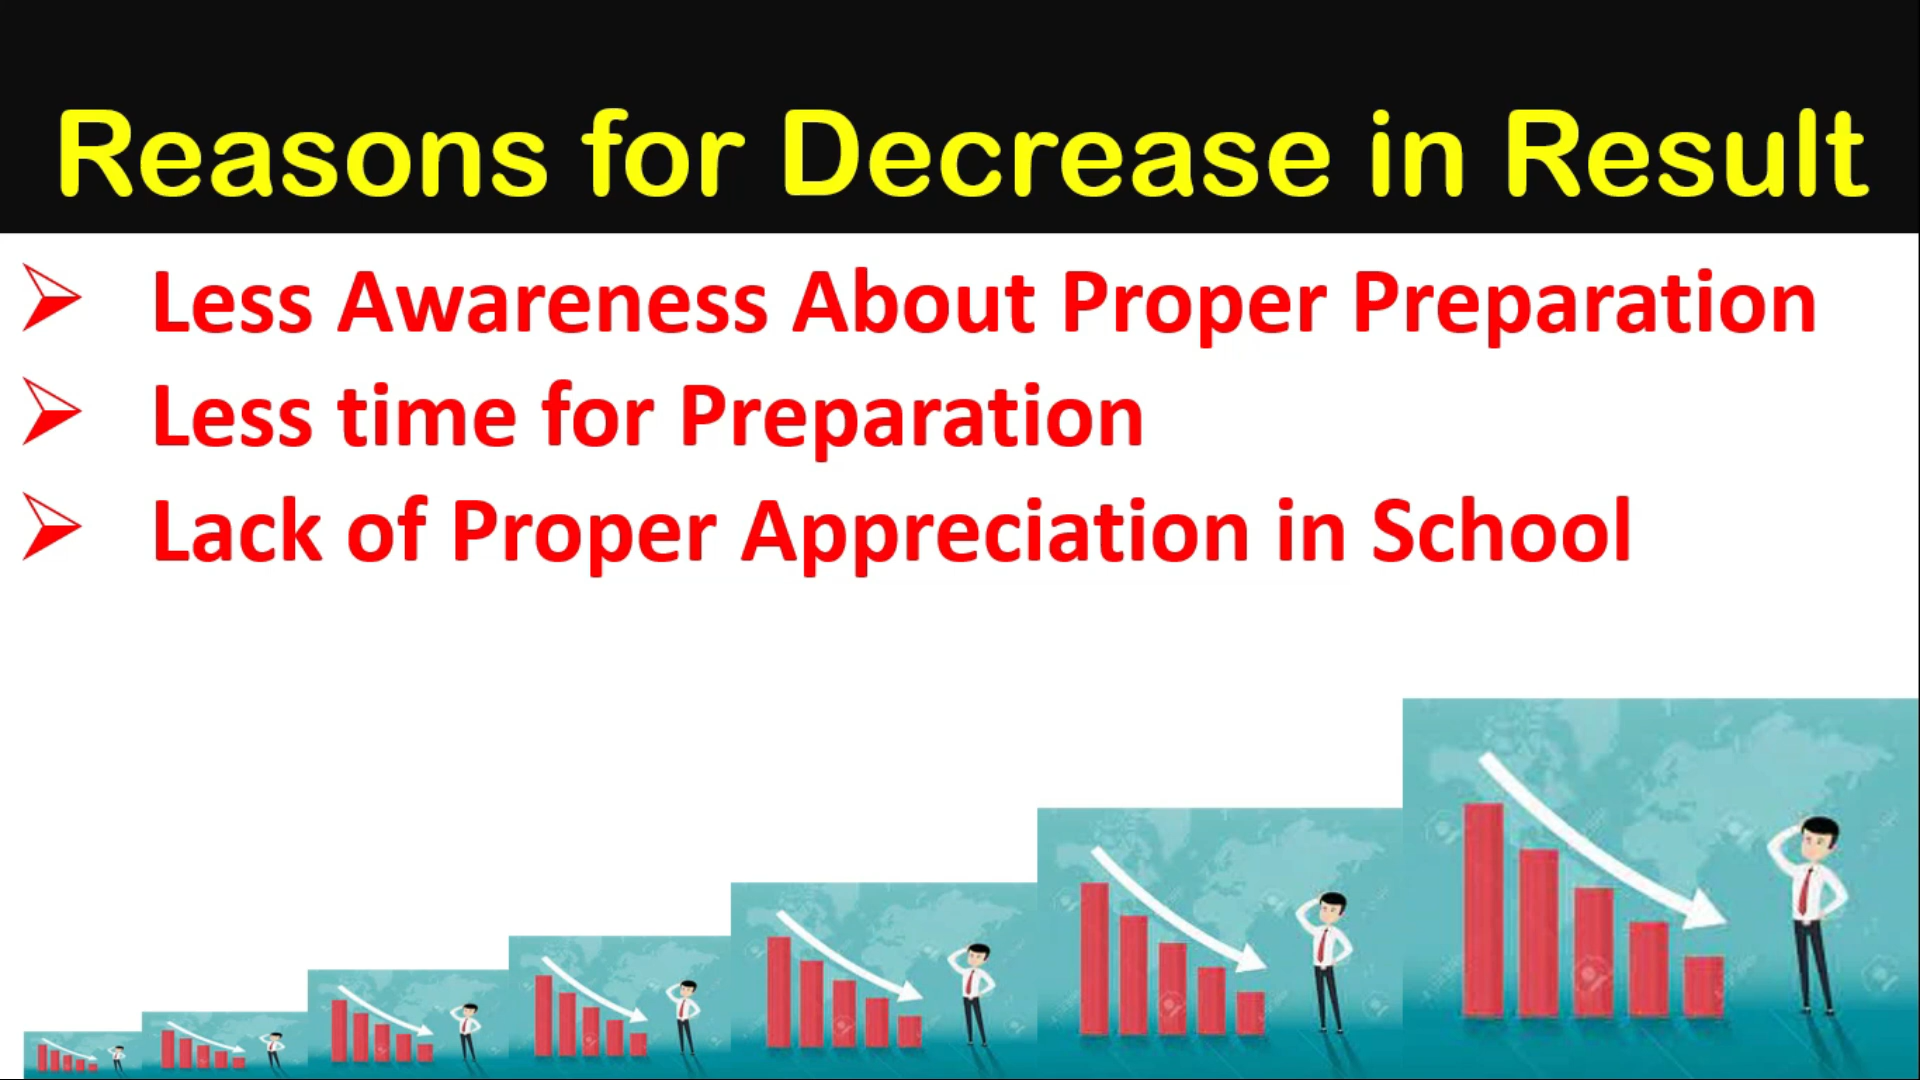 Reasons for Decrease in Result
Less Awareness About Proper Preparation
Less time for Preparation
Lack of Proper Appreciation in School